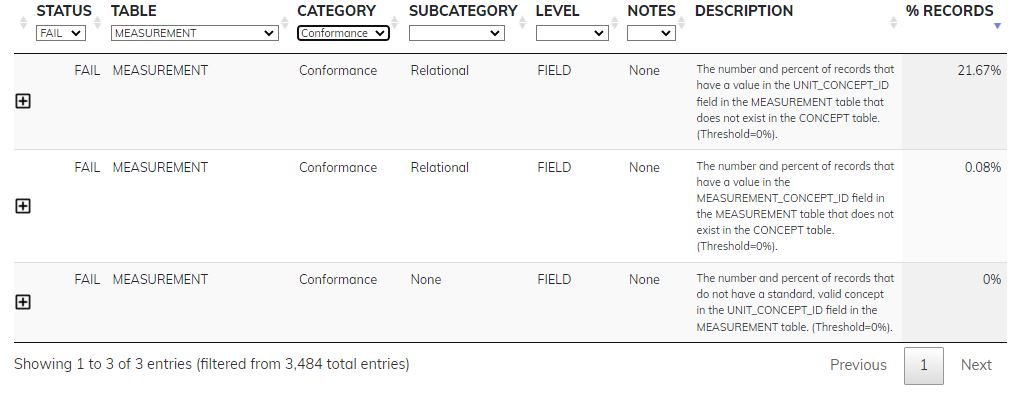 STATUS TABLE CATEGORY SUBCATEGORY LEVEL NOTES DESCRIPTION % RECORDS
FAIL MEASUREMENT Conformance
FAIL MEASUREMENT Conformance Relational FIELD None The number and percent of records that 21.67%
have a value in the UNIT_CONCEPT_ID
field in the MEASUREMENT table that
does not exist in the CONCEPT table.
(Threshold=0%).
FAIL MEASUREMENT Conformance Relational FIELD None The number and percent of records that 0.08%
have a value in the
MEASUREMENT_CONCEPT_ID field in
the MEASUREMENT table that does not
exist in the CONCEPT table.
(Threshold=0%).
FAIL MEASUREMENT Conformance None FIELD None The number and percent of records that 0%
do not have a standard, valid concept
in the UNIT_CONCEPT_ID field in the
MEASUREMENT table. (Threshold=0%).
Showing 1 to 3 of 3 entries (filtered from 3,484 total entries) Previous 1 Next